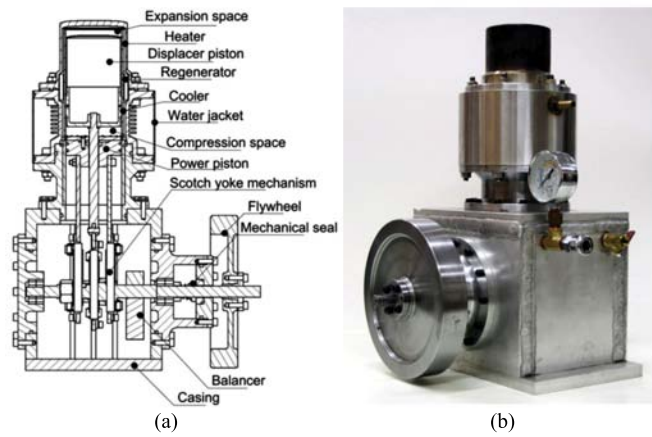 Expansion space
Heater
Displacer piston
Regenerator
Cooler
Water jacket
Compression space
Power piston
Scotch yoke mechanism
Flywheel
Mechanical seal
Balancer
Casing
(a)
(b)